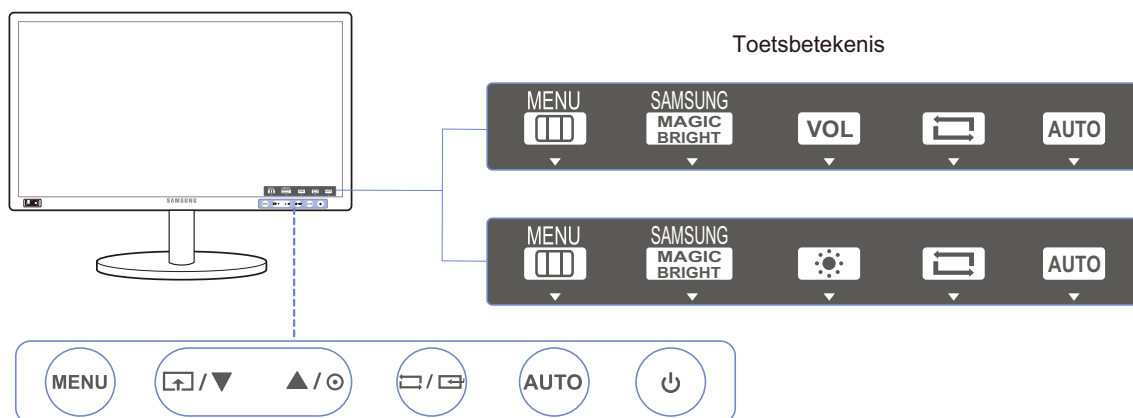 Toetsbetekenis
MENU
SAMSUNG
MAGIC
BRIGHT
VOL
AUTO
SAMSUNG
MENU
SAMSUNG
MAGIC
BRIGHT
AUTO
MENU
AUTO